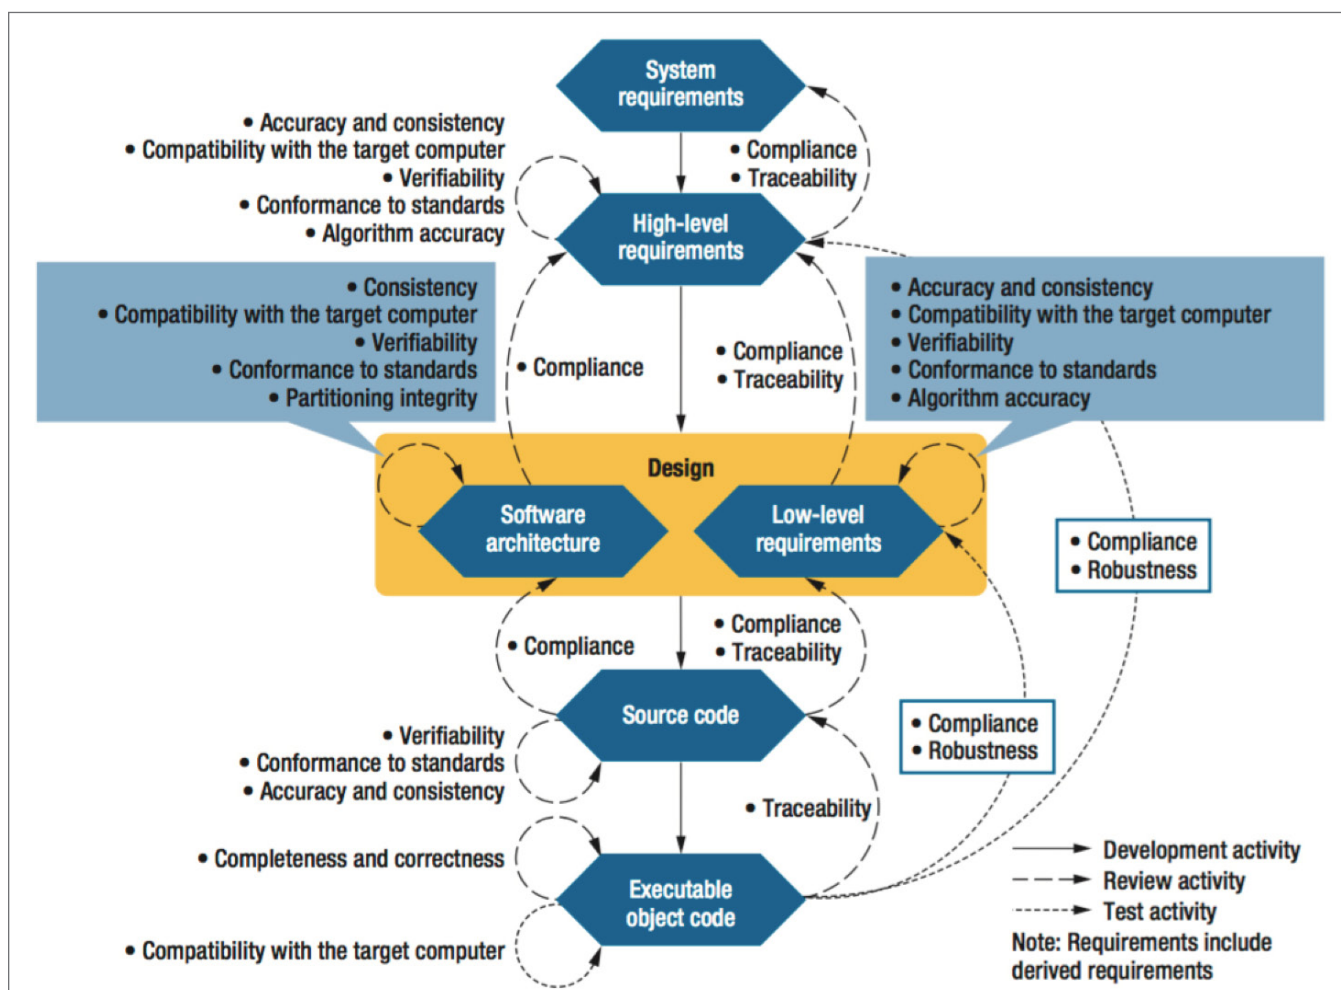 System
requirements
• Accuracy and consistency
• Compatibility with the target computer
• Verifiability
• Conformance to standards
• Algorithm accuracy
• Compliance
• Traceability
High-level
requirements
• Consistency
• Compatibility with the target computer
• Verifiability
• Conformance to standards
• Partitioning integrity
• Compliance
• Compliance
• Traceability
• Accuracy and consistency
• Compatibility with the target computer
• Verifiability
• Conformance to standards
• Algorithm accuracy
Design
Software
architecture
Low-level
requirements
• Compliance
• Robustness
• Compliance
• Compliance
• Traceability
Source code
• Compliance
• Robustness
• Verifiability
• Conformance to standards
• Accuracy and consistency
• Traceability
• Completeness and correctness
Executable
object code
• Compatibility with the target computer
Development activity
Review activity
Test activity
Note: Requirements include
derived requirements